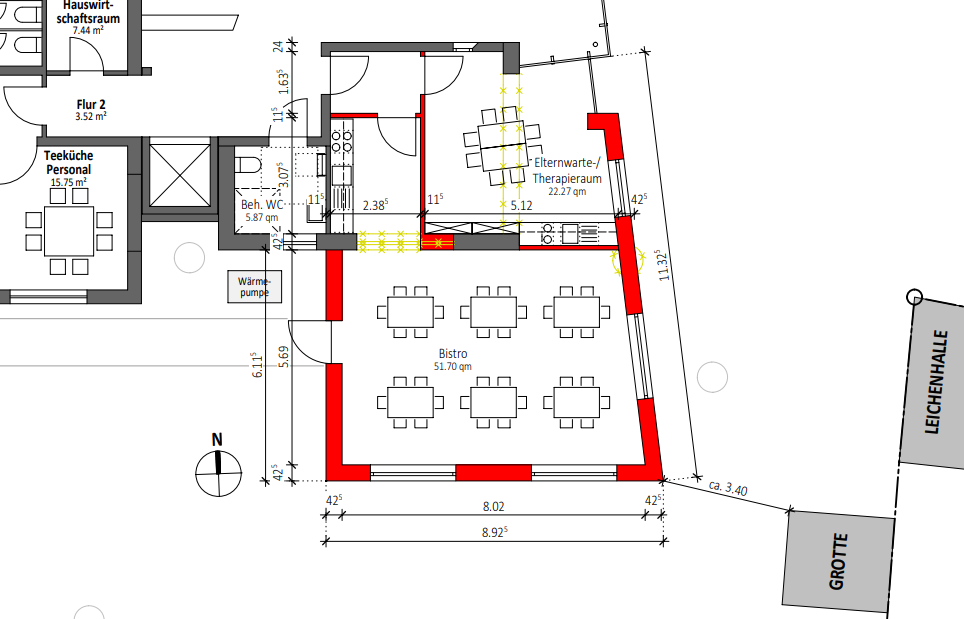 Hauswirt-
schaftsraum
7.44 m²
Flur 2
3.52 m²
Teeküche
Personal
15.75 m²
24
1.63⁵
11⁵
3.07⁵
42⁵
Beh. WC
5.87 qm
11⁵
2.38⁵
11⁵
5.12
42⁵
Elternwarte-/
Therapieraum
22.27 qm
11.32⁵
Wärme-
pumpe
6.11⁵
5.69
42⁵
Bistro
51.70 qm
N
42⁵
8.02
42⁵
8.92⁵
ca. 3.40
LEICHENHALLE
GROTTE